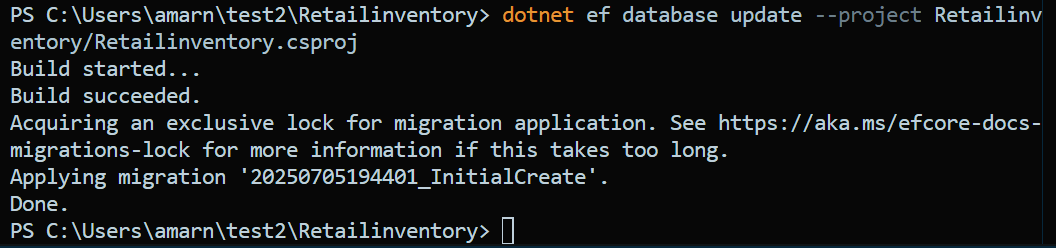 PS C:\Users\amarn\test2\Retailinventory> dotnet ef database update --project Retailinv
entory/Retailinventory.csproj
Build started...
Build succeeded.
Acquiring an exclusive lock for migration application. See https://aka.ms/efcore-docs-
migrations-lock for more information if this takes too long.
Applying migration '20250705194401_InitialCreate'.
Done.
PS C:\Users\amarn\test2\Retailinventory>